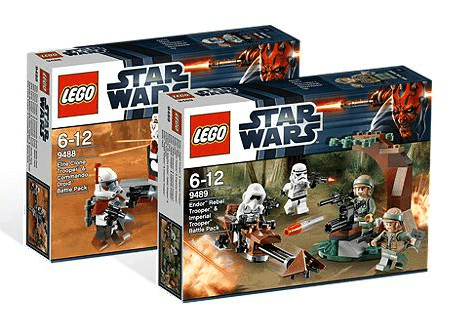 LEGO
STAR
WARS
6-12
9488
Elite Clone
Trooper &
Commando
Droid
Battle Pack
LEGO
STAR
WARS
6-12
9489
Endor Rebel
Trooper &
Imperial
Trooper
Battle Pack